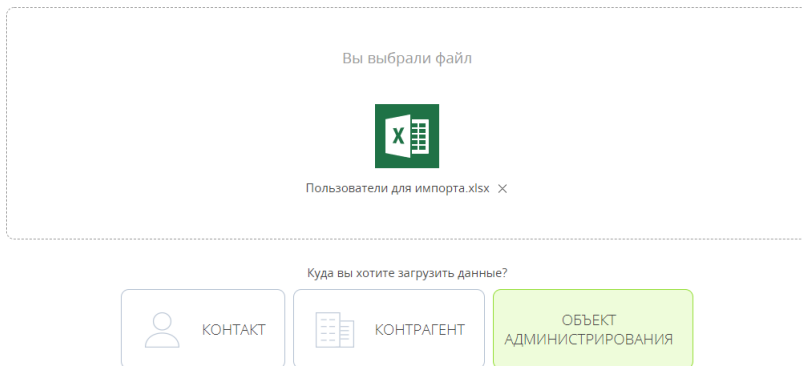 Вы выбрали файл
X
Пользователи для импорта.xlsx
Куда вы хотите загрузить данные?
КОНТАКТ
КОНТРАГЕНТ
ОБЪЕКТ
АДМИНИСТРИРОВАНИЯ